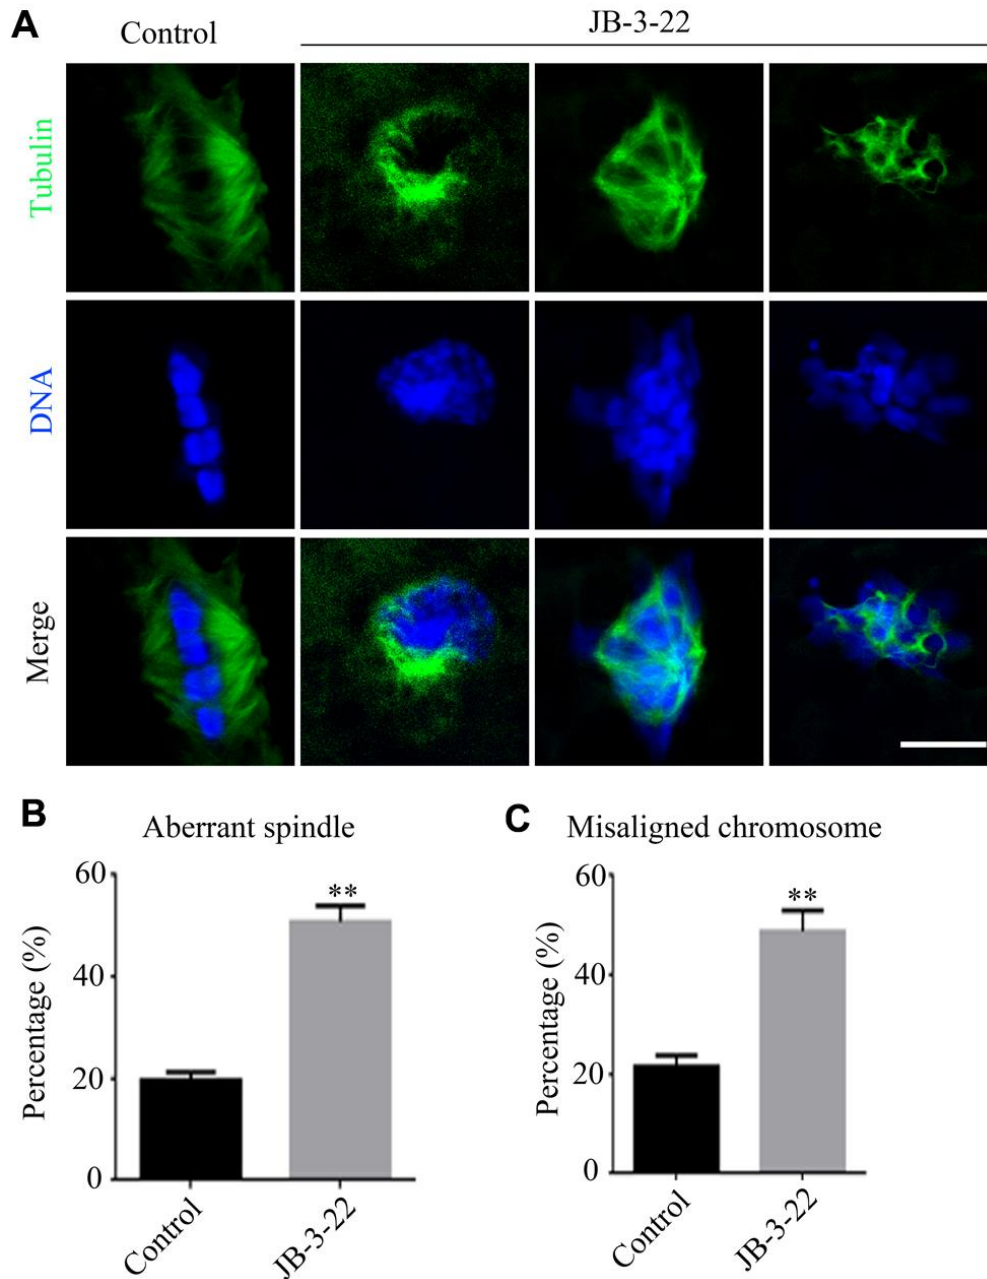 A
Control
JB-3-22
Tubulin
DNA
Merge
B
Aberrant spindle
Percentage (%)
60
40
20
0
**
Control
JB-3-22
C
Misaligned chromosome
Percentage (%)
60
40
20
0
**
Control
JB-3-22